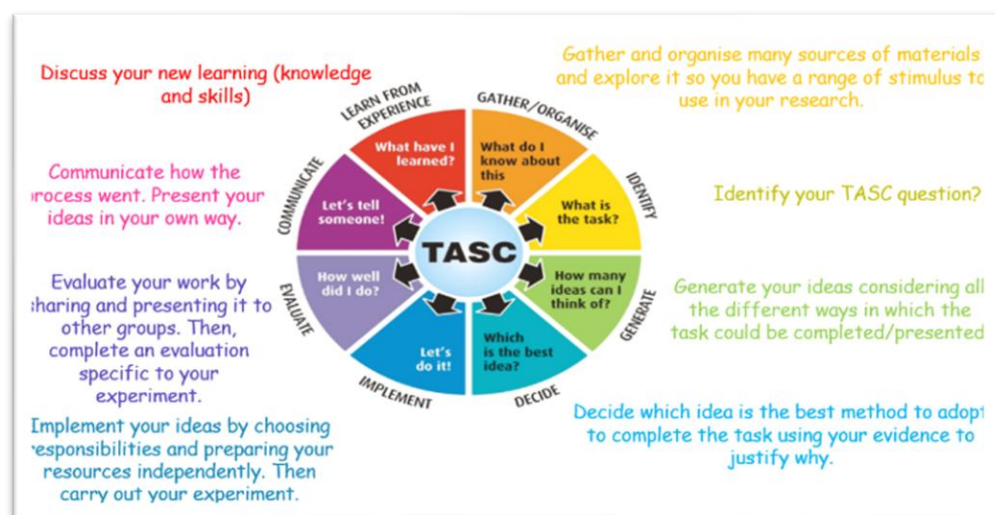 Discuss your new learning (knowledge
and skills)
Communicate how the
process went. Present your
ideas in your own way.
Evaluate your work by
sharing and presenting it to
other groups. Then,
complete an evaluation
specific to your
experiment.
Implement your ideas by choosing
responsibilities and preparing your
resources independently. Then
carry out your experiment.
LEARN FROM
EXPERIENCE
GATHER/ORGANISE
IDENTIFY
GENERATE
DECIDE
IMPLEMENT
EVALUATE
COMMUNICATE
What have I
learned?
What do I
know about
this
What is
the task?
How many
ideas can I
think of?
Which
is the best
idea?
Let's
do it!
How well
did I do?
Let's tell
someone!
TASC
Gather and organise many sources of materials
and explore it so you have a range of stimulus to
use in your research.
Identify your TASC question?
Generate your ideas considering all
the different ways in which the
task could be completed/presented
Decide which idea is the best method to adopt
to complete the task using your evidence to
justify why.